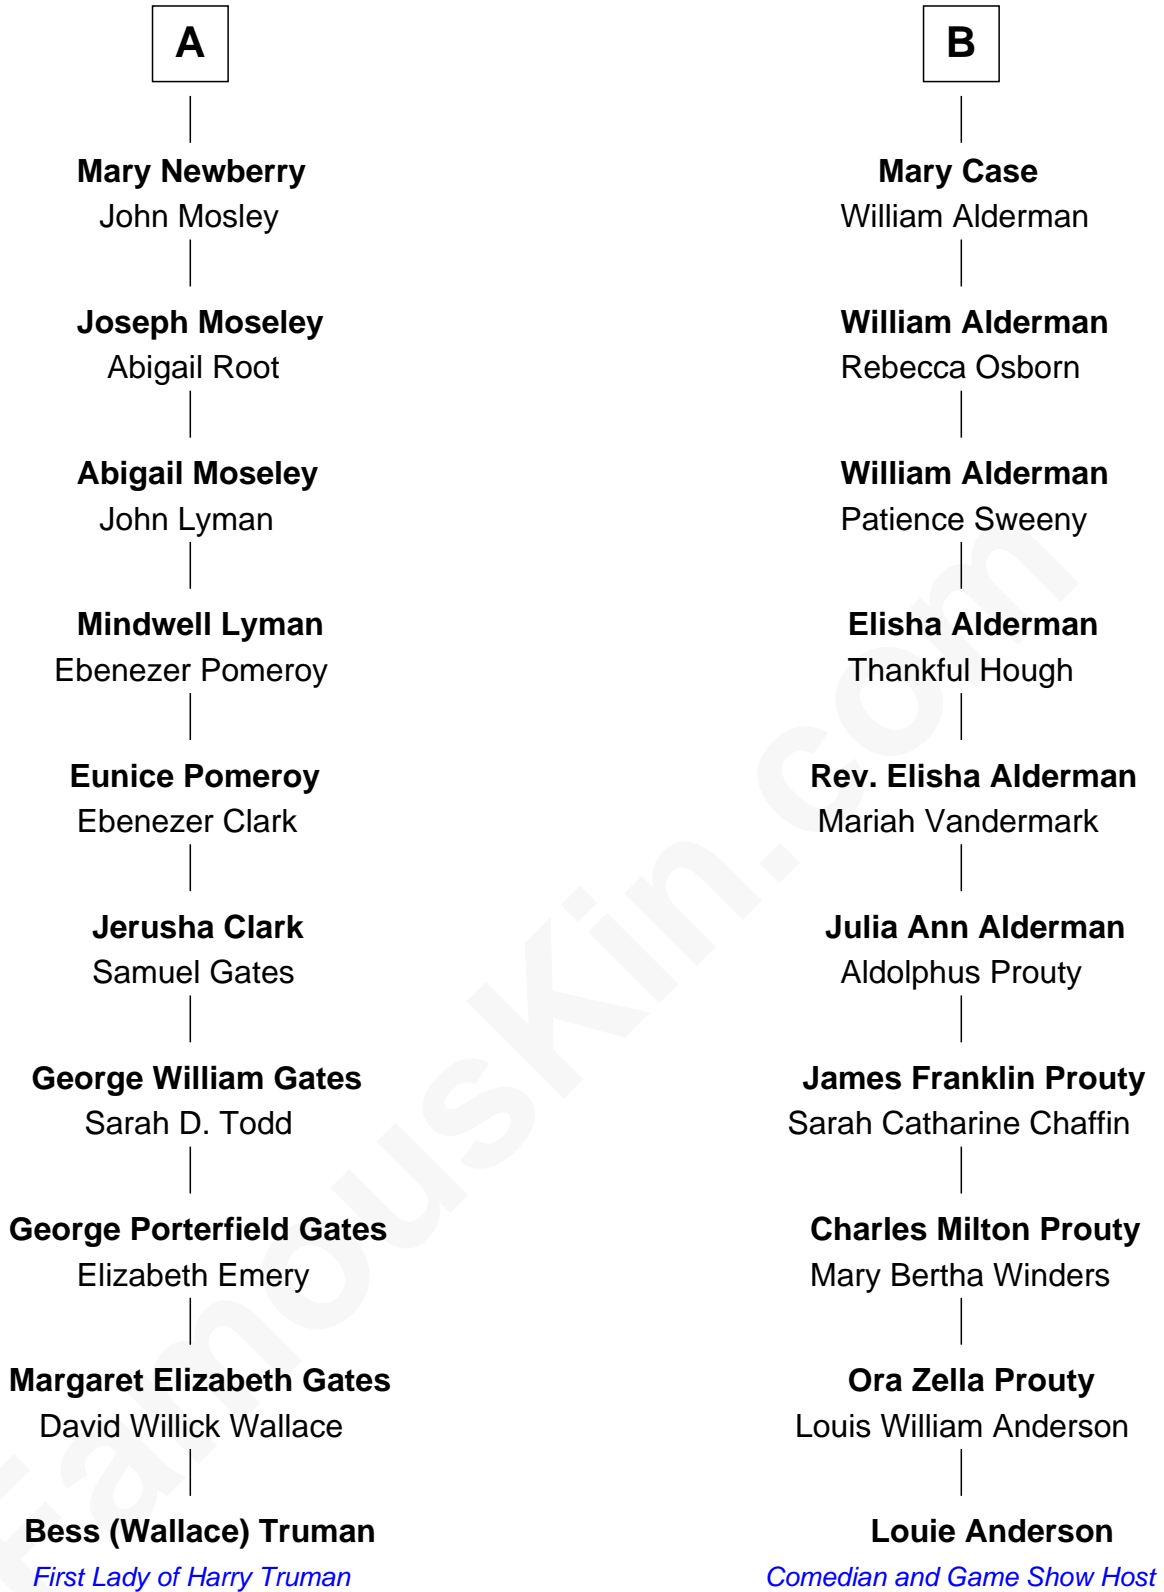 A
Mary Newberry
John Mosley
Joseph Moseley
Abigail Root
Abigail Moseley
John Lyman
Mindwell Lyman
Ebenezer Pomeroy
Eunice Pomeroy
Ebenezer Clark
Jerusha Clark
Samuel Gates
George William Gates
Sarah D. Todd
George Porterfield Gates
Elizabeth Emery
Margaret Elizabeth Gates
David Willick Wallace
Bess (Wallace) Truman
First Lady of Harry Truman
B
Mary Case
William Alderman
William Alderman
Rebecca Osborn
William Alderman
Patience Sweeny
Elisha Alderman
Thankful Hough
Rev. Elisha Alderman
Mariah Vandermark
Julia Ann Alderman
Aldolphus Prouty
James Franklin Prouty
Sarah Catharine Chaffin
Charles Milton Prouty
Mary Bertha Winders
Ora Zella Prouty
Louis William Anderson
Louie Anderson
Comedian and Game Show Host
FamousKin.com